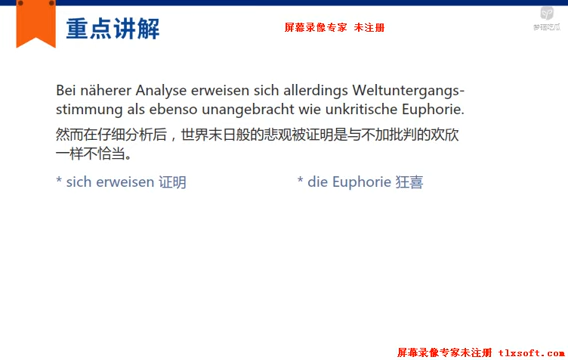 重点讲解
屏幕录像专家 未注册
Bei näherer Analyse erweisen sich allerdings Weltuntergangs-
stimmung als ebenso unangebracht wie unkritische Euphorie.
然而在仔细分析后，世界末日般的悲观被证明是与不加批判的欢欣
一样不恰当。
* sich erweisen 证明
* die Euphorie 狂喜
屏幕录像专家未注册 tlxsoft.com